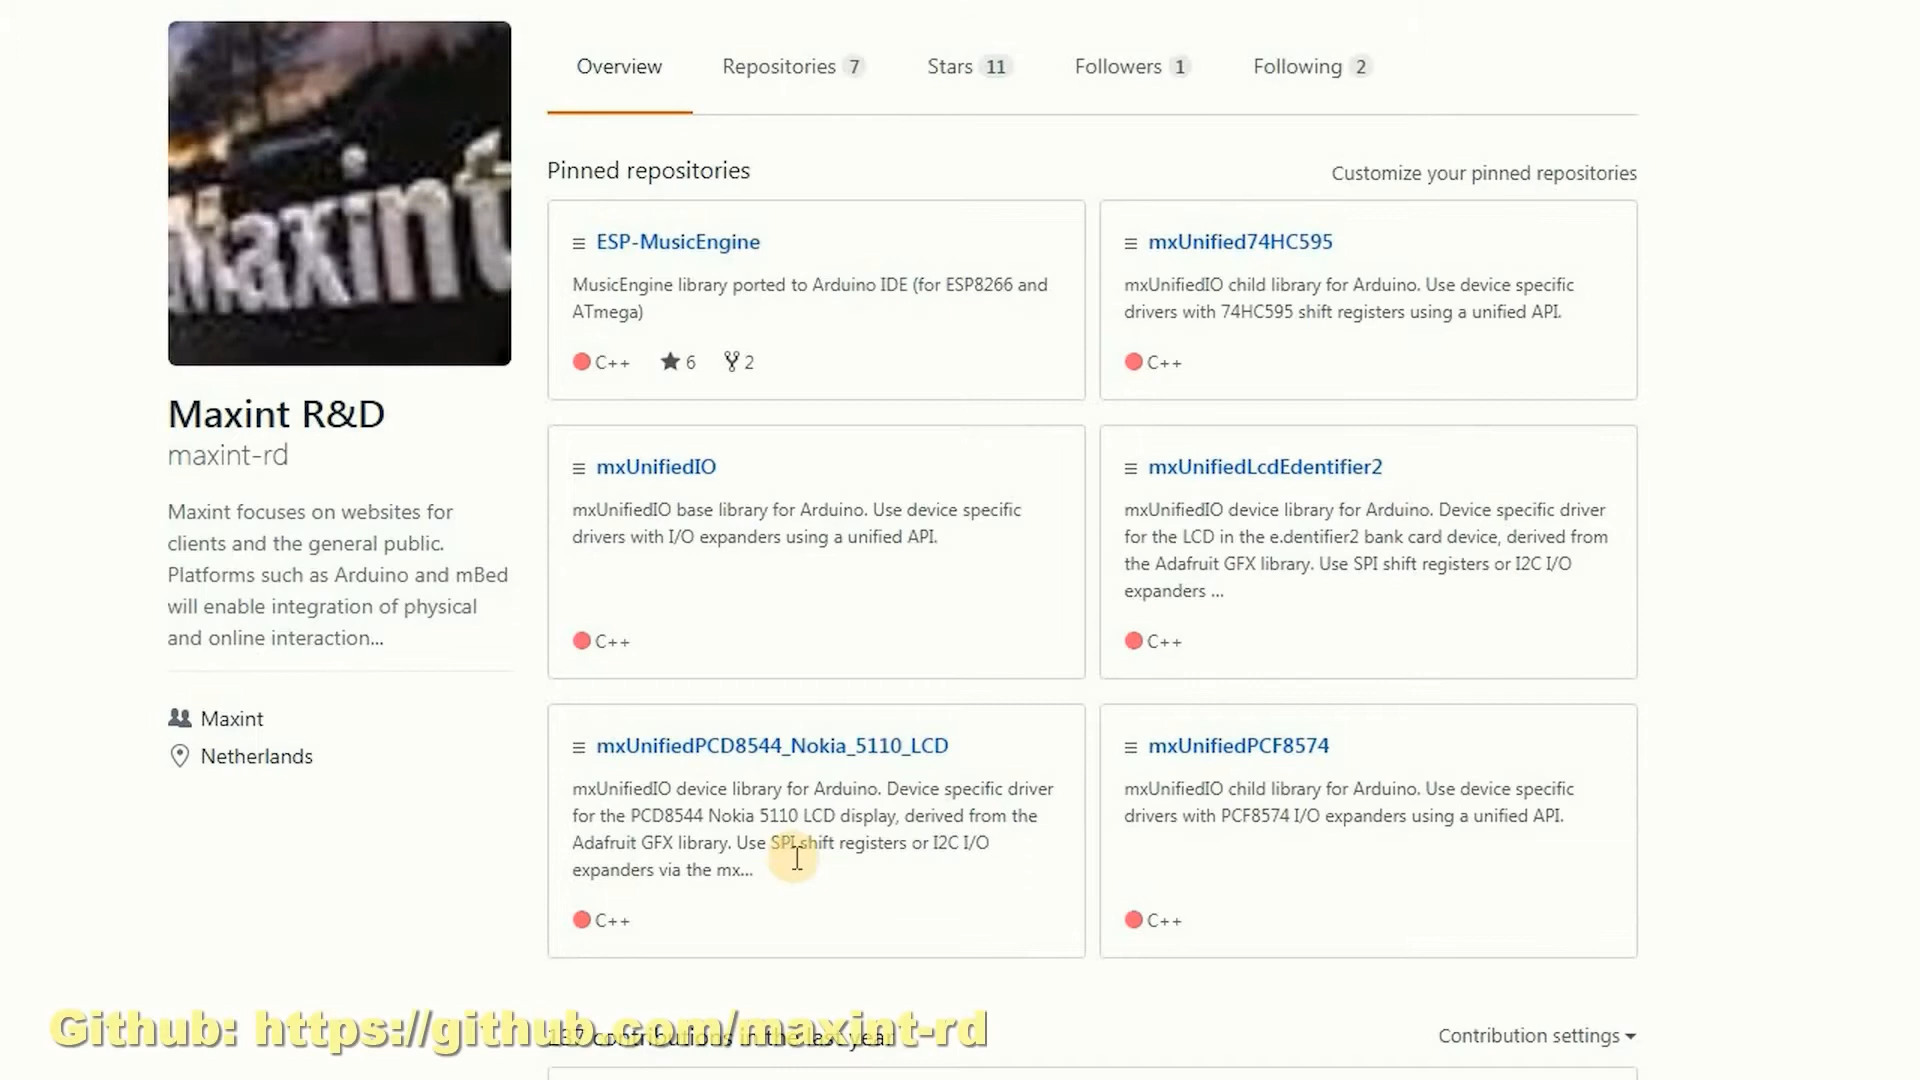 Maxint
Overview
Repositories 7
Stars 11
Followers 1
Following 2
Pinned repositories
Customize your pinned repositories
ESP-MusicEngine
MusicEngine library ported to Arduino IDE (for ESP8266 and
ATmega)
C++ 6 2
mxUnified74HC595
mxUnifiedIO child library for Arduino. Use device specific
drivers with 74HC595 shift registers using a unified API.
C++
Maxint R&D
maxint-rd
Maxint focuses on websites for
clients and the general public.
Platforms such as Arduino and mBed
will enable integration of physical
and online interaction...
Maxint
Netherlands
mxUnifiedIO
mxUnifiedIO base library for Arduino. Use device specific
drivers with I/O expanders using a unified API.
C++
mxUnifiedLcdEdentifier2
mxUnifiedIO device library for Arduino. Device specific driver
for the LCD in the e.dentifier2 bank card device, derived from
the Adafruit GFX library. Use SPI shift registers or I2C I/O
expanders ...
C++
mxUnifiedPCD8544_Nokia_5110_LCD
mxUnifiedIO device library for Arduino. Device specific driver
for the PCD8544 Nokia 5110 LCD display, derived from the
Adafruit GFX library. Use SPI shift registers or I2C I/O
expanders via the mx...
C++
mxUnifiedPCF8574
mxUnifiedIO child library for Arduino. Use device specific
drivers with PCF8574 I/O expanders using a unified API.
C++
Github: https://github.com/maxint-rd
137 contributions in the last year
Contribution settings